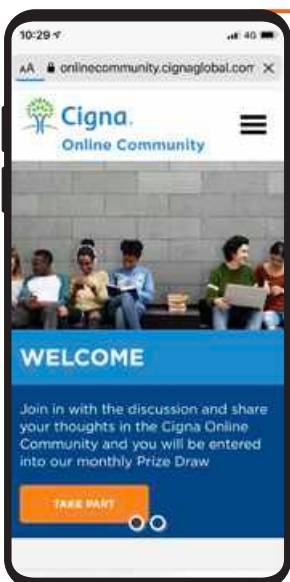 10:29
4G
AA onlinecommunity.cignaglobal.com
Cigna.
Online Community
WELCOME
Join in with the discussion and share
your thoughts in the Cigna Online
Community and you will be entered
into our monthly Prize Draw
TAKE PART